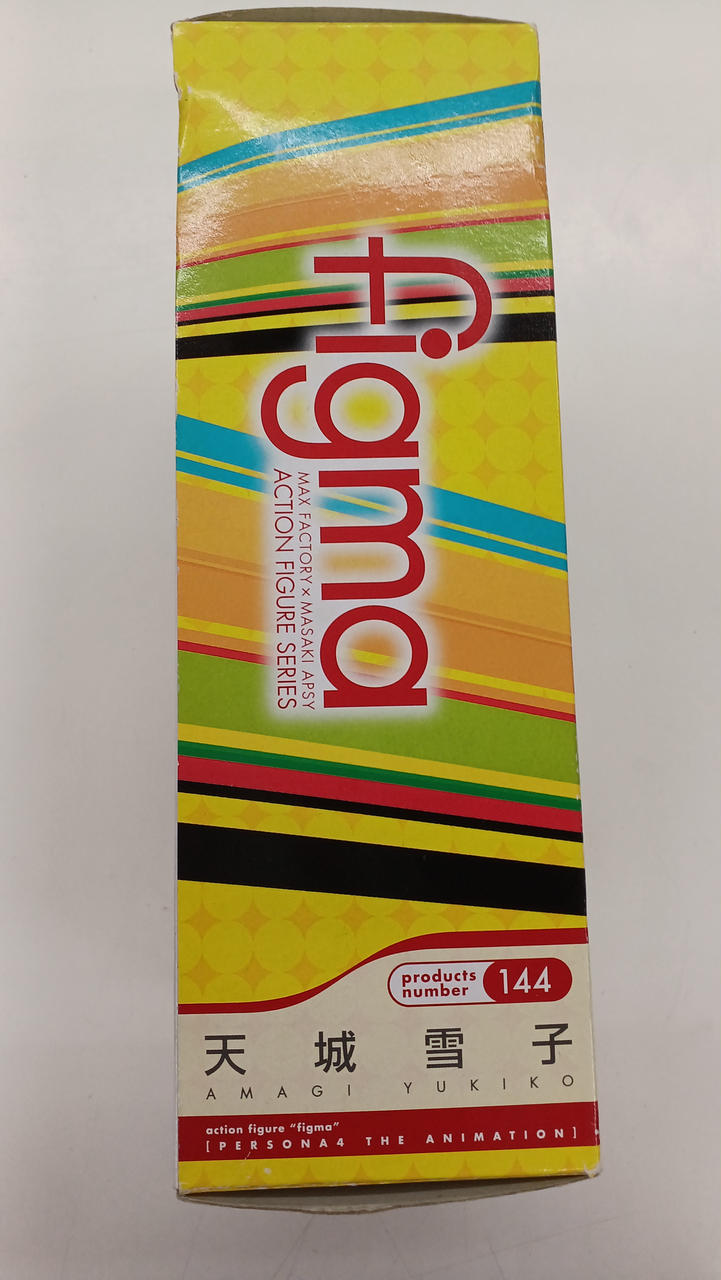 figma
MAX FACTORY × MASAKI APSY
ACTION FIGURE SERIES
products
number
144
天城雪子
AMAGI YUKIKO
action figure "figma"
[PERSONA4 THE ANIMATION]